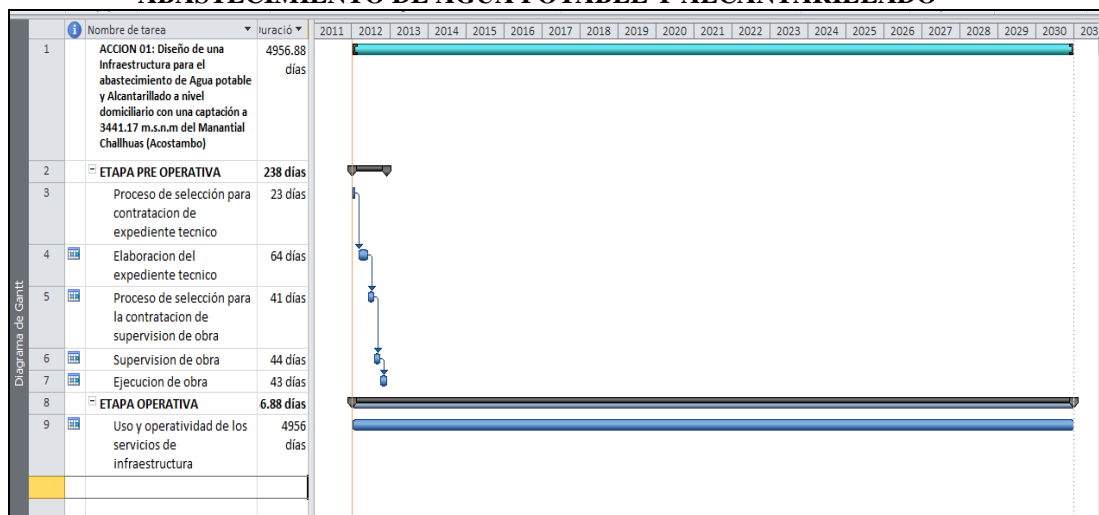 ABASTECIMIENTO DE AGUA POTABLE Y ALCANTARILLADO
Nombre de tarea
2011 2012 2013 2014 2015 2016 2017 2018 2019 2020 2021 2022 2023 2024 2025 2026 2027 2028 2029 2030 203
1 ACCION 01: Diseño de una 4956.88
Infraestructura para el días
abastecimiento de Agua potable
y Alcantarillado a nivel
domiciliario con una captación a
3441.17 m.s.n.m del Manantial
Challhuas (Acostambo)
2 ETAPA PRE OPERATIVA 238 días
3 Proceso de selección para 23 días
contratacion de
expediente tecnico
4 Elaboracion del 64 días
expediente tecnico
5 Proceso de selección para 41 días
la contratacion de
supervision de obra
6 Supervision de obra 44 días
7 Ejecucion de obra 43 días
8 ETAPA OPERATIVA 6.88 días
9 Uso y operatividad de los 4956
servicios de días
infraestructura
Diagrama de Gantt